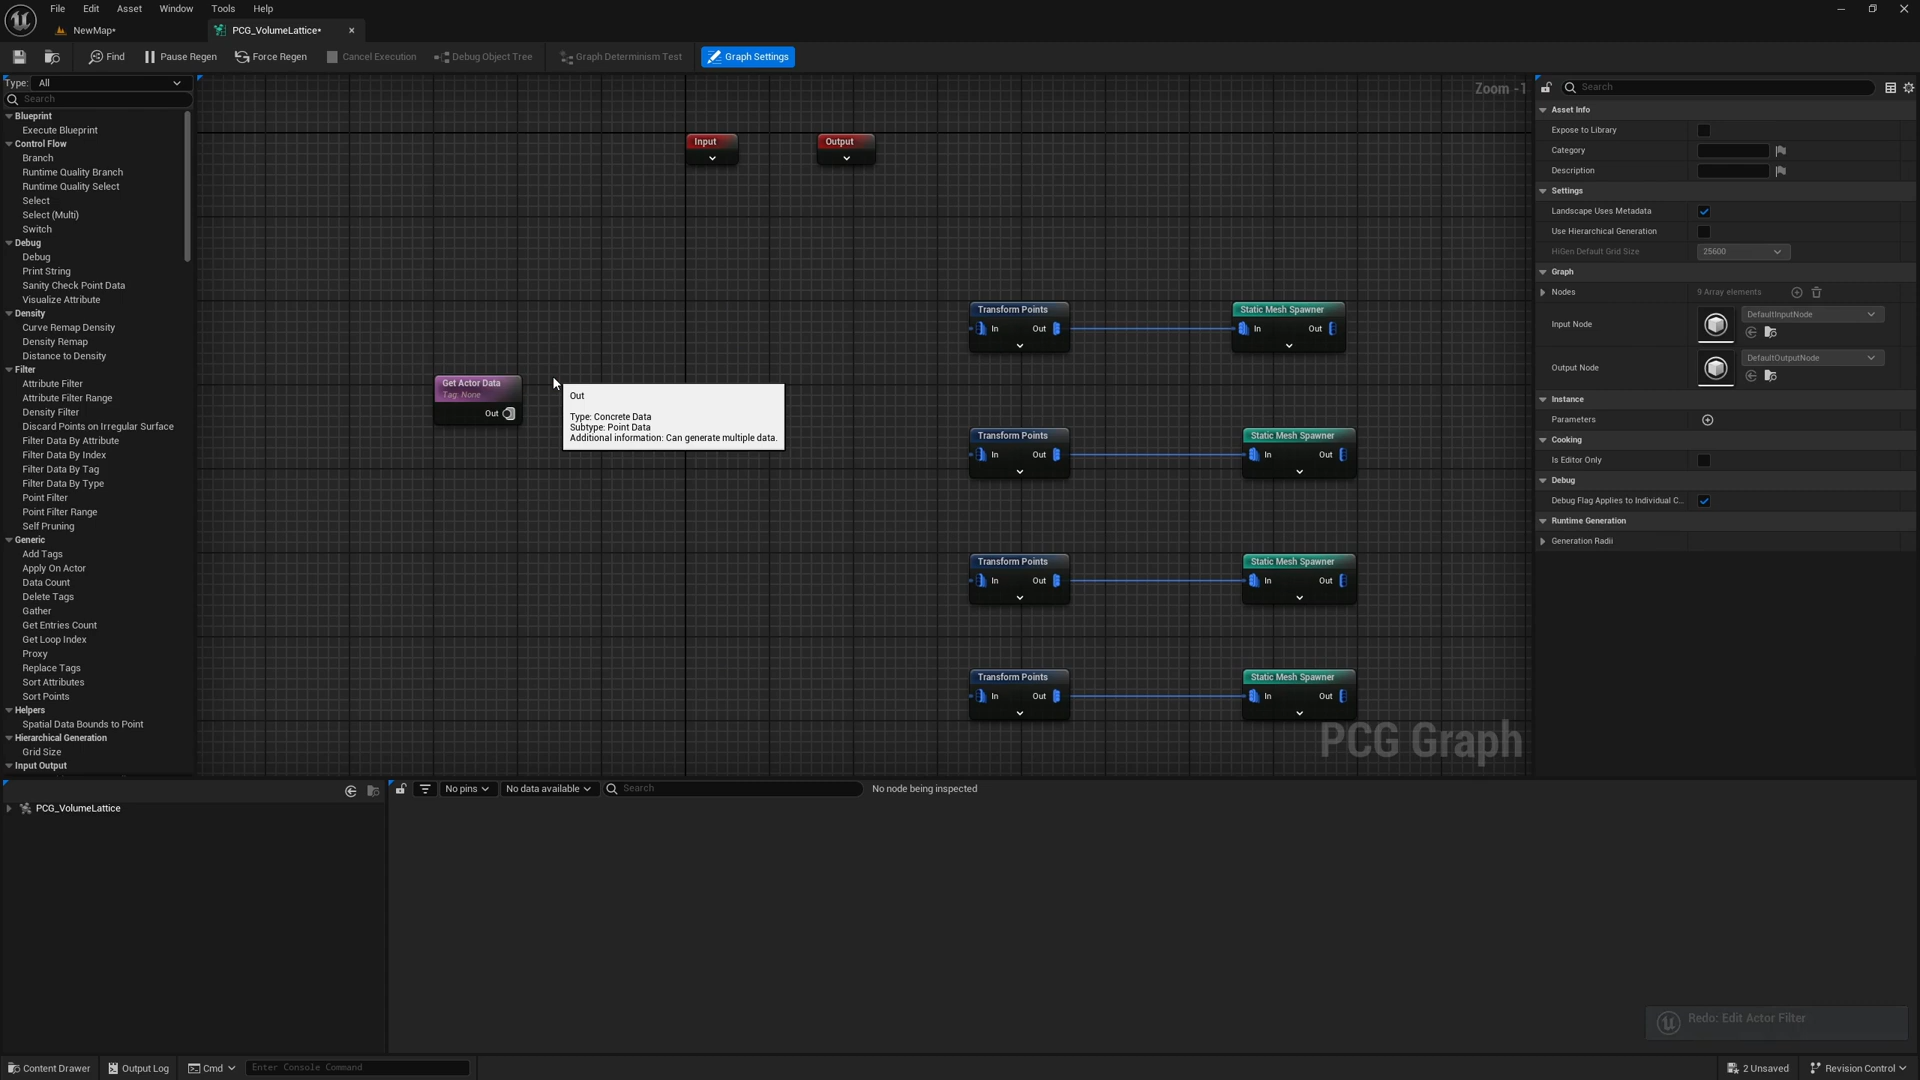 File Edit Asset Window Tools Help
NewMap•
PCG_VolumeLattice•
Find Pause Regen Force Regen Cancel Execution Debug Object Tree Graph Determinism Test Graph Settings
Type: All
Search
Blueprint
Execute Blueprint
Control Flow
Branch
Runtime Quality Branch
Runtime Quality Select
Select
Select (Multi)
Switch
Debug
Debug
Print String
Sanity Check Point Data
Visualize Attribute
Density
Curve Remap Density
Density Remap
Distance to Density
Filter
Attribute Filter
Attribute Filter Range
Density Filter
Discard Points on Irregular Surface
Filter Data By Attribute
Filter Data By Index
Filter Data By Tag
Filter Data By Type
Point Filter
Point Filter Range
Self Pruning
Generic
Add Tags
Apply On Actor
Data Count
Delete Tags
Gather
Get Entries Count
Get Loop Index
Proxy
Replace Tags
Sort Attributes
Sort Points
Helpers
Spatial Data Bounds to Point
Hierarchical Generation
Grid Size
Input Output
Zoom -1
Input
Output
Get Actor Data
Tag: None
Out
Out
Type: Concrete Data
Subtype: Point Data
Additional information: Can generate multiple data.
Transform Points
In Out
Static Mesh Spawner
In Out
Transform Points
In Out
Static Mesh Spawner
In Out
Transform Points
In Out
Static Mesh Spawner
In Out
Transform Points
In Out
Static Mesh Spawner
In Out
PCG Graph
Search
Asset Info
Expose to Library
Category
Description
Settings
Landscape Uses Metadata
Use Hierarchical Generation
HiGen Default Grid Size 25600
Graph
Nodes 9 Array elements
Input Node DefaultInputNode
Output Node DefaultOutputNode
Instance
Parameters
Cooking
Is Editor Only
Debug
Debug Flag Applies to Individual C...
Runtime Generation
Generation Radii
PCG_VolumeLattice
No pins No data available Search No node being inspected
Redo: Edit Actor Filter
Content Drawer Output Log Cmd Enter Console Command 2 Unsaved Revision Control